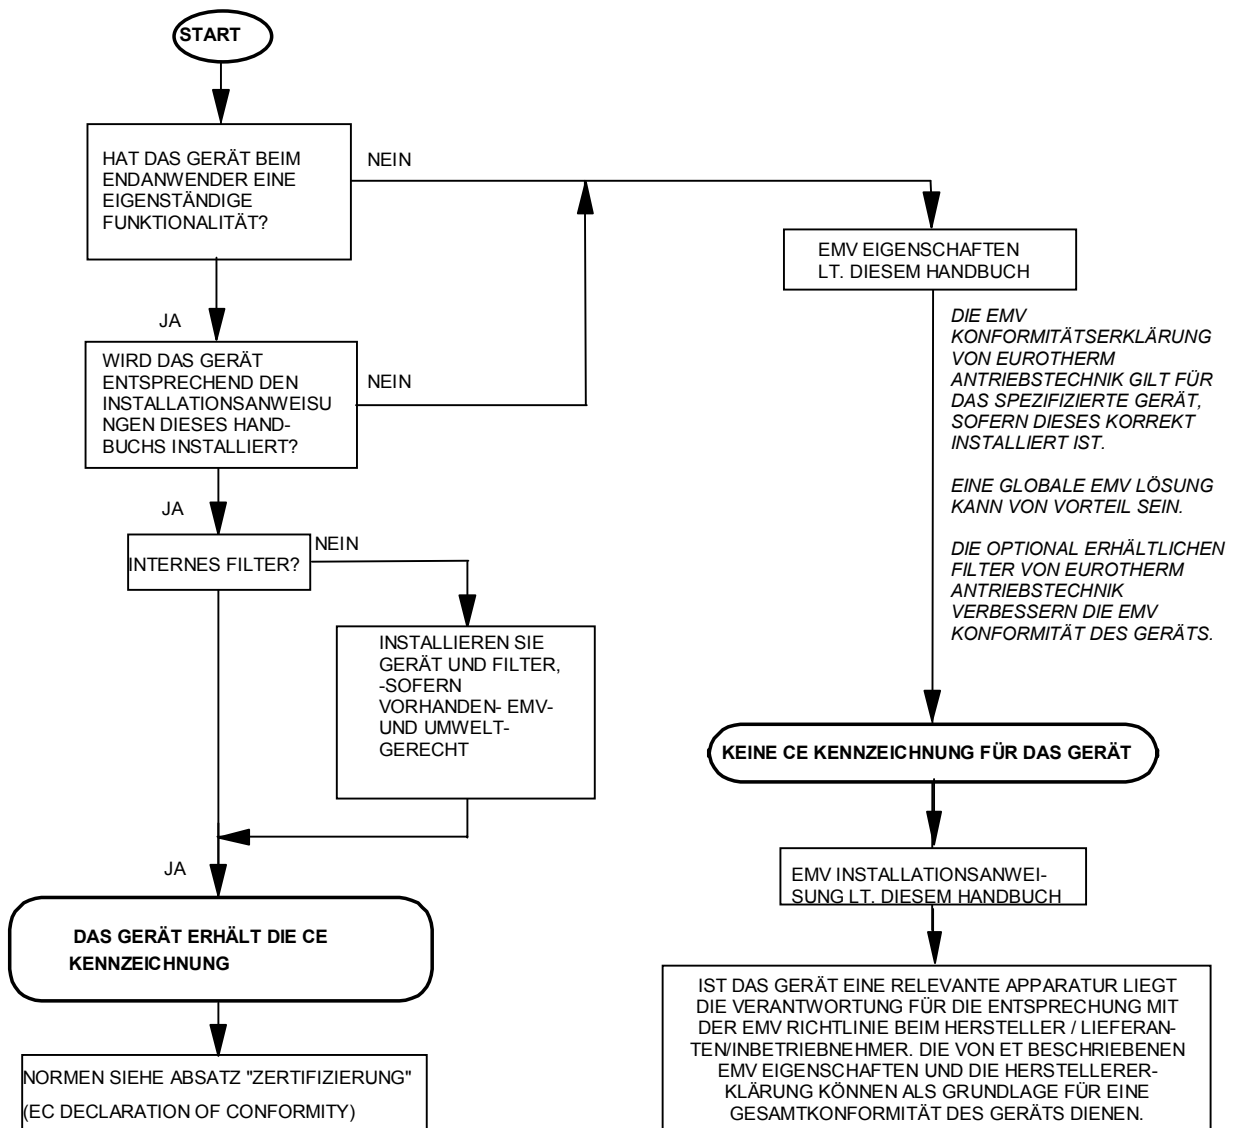 START
HAT DAS GERÄT BEIM
ENDANWENDER EINE
EIGENSTÄNDIGE
FUNKTIONALITÄT?
NEIN
JA
WIRD DAS GERÄT
ENTSPRECHEND DEN
INSTALLATIONSANWEISU
NGEN DIESES HAND-
BUCHS INSTALLIERT?
NEIN
JA
INTERNES FILTER?
NEIN
INSTALLIEREN SIE
GERÄT UND FILTER,
-SOFERN
VORHANDEN- EMV-
UND UMWELT-
GERECHT
JA
DAS GERÄT ERHÄLT DIE CE
KENNZEICHNUNG
NORMEN SIEHE ABSATZ "ZERTIFIZIERUNG"
(EC DECLARATION OF CONFORMITY)
EMV EIGENSCHAFTEN
LT. DIESEM HANDBUCH
DIE EMV
KONFORMITÄTSERKLÄRUNG
VON EUROTHERM
ANTRIEBSTECHNIK GILT FÜR
DAS SPEZIFIZIERTE GERÄT,
SOFERN DIESES KORREKT
INSTALLIERT IST.
EINE GLOBALE EMV LÖSUNG
KANN VON VORTEIL SEIN.
DIE OPTIONAL ERHÄLTLICHEN
FILTER VON EUROTHERM
ANTRIEBSTECHNIK
VERBESSERN DIE EMV
KONFORMITÄT DES GERÄTS.
KEINE CE KENNZEICHNUNG FÜR DAS GERÄT
EMV INSTALLATIONSANWEI-
SUNG LT. DIESEM HANDBUCH
IST DAS GERÄT EINE RELEVANTE APPARATUR LIEGT
DIE VERANTWORTUNG FÜR DIE ENTSPRECHUNG MIT
DER EMV RICHTLINIE BEIM HERSTELLER / LIEFERAN-
TEN/INBETRIEBNEHMER. DIE VON ET BESCHRIEBENEN
EMV EIGENSCHAFTEN UND DIE HERSTELLERER-
KLÄRUNG KÖNNEN ALS GRUNDLAGE FÜR EINE
GESAMTKONFORMITÄT DES GERÄTS DIENEN.